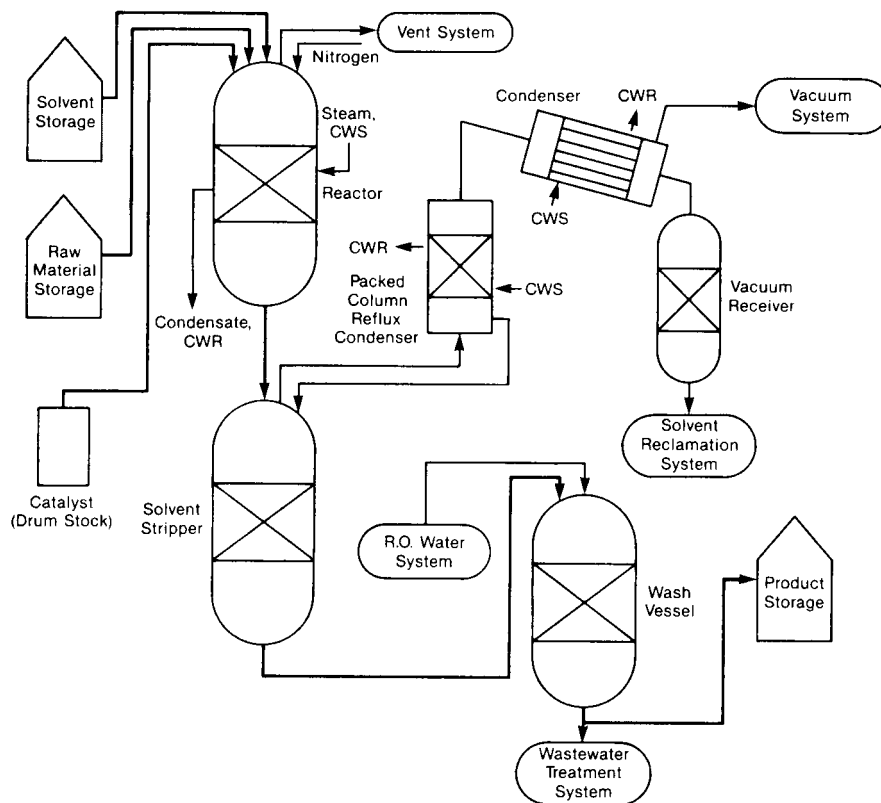 Vent System
Nitrogen
Solvent
Storage
Steam,
CWS
Reactor
Condenser
CWR
Vacuum
System
CWS
Raw
Material
Storage
Condensate,
CWR
CWR
Packed
Column
Reflux
Condenser
CWS
Vacuum
Receiver
Solvent
Reclamation
System
Catalyst
(Drum Stock)
Solvent
Stripper
R.O. Water
System
Wash
Vessel
Product
Storage
Wastewater
Treatment
System